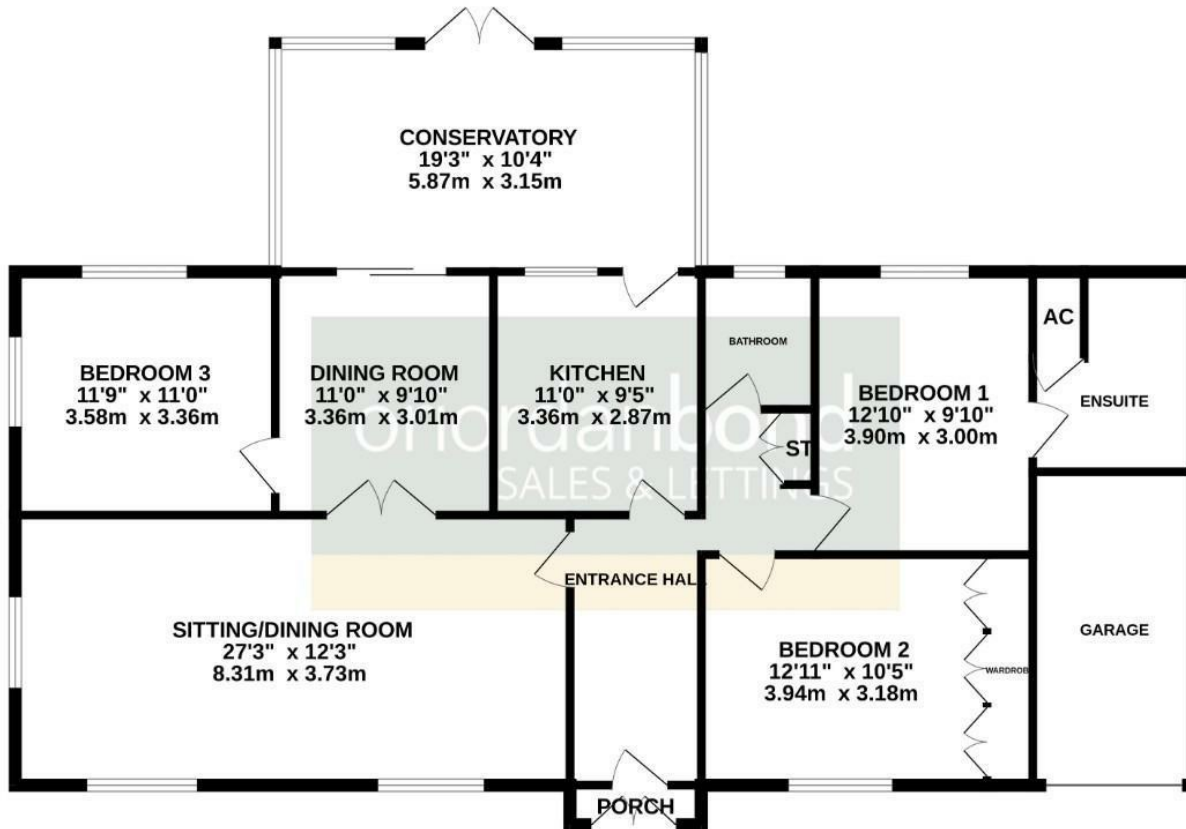 CONSERVATORY
19'3" x 10'4"
5.87m x 3.15m
BEDROOM 3
11'9" x 11'0"
3.58m x 3.36m
DINING ROOM
11'0" x 9'10"
3.36m x 3.01m
KITCHEN
11'0" x 9'5"
3.36m x 2.87m
BATHROOM
ST
BEDROOM 1
12'10" x 9'10"
3.90m x 3.00m
AC
ENSUITE
oriordanbond
SALES & LETTINGS
ENTRANCE HALL
SITTING/DINING ROOM
27'3" x 12'3"
8.31m x 3.73m
BEDROOM 2
12'11" x 10'5"
3.94m x 3.18m
WARDROB
GARAGE
PORCH